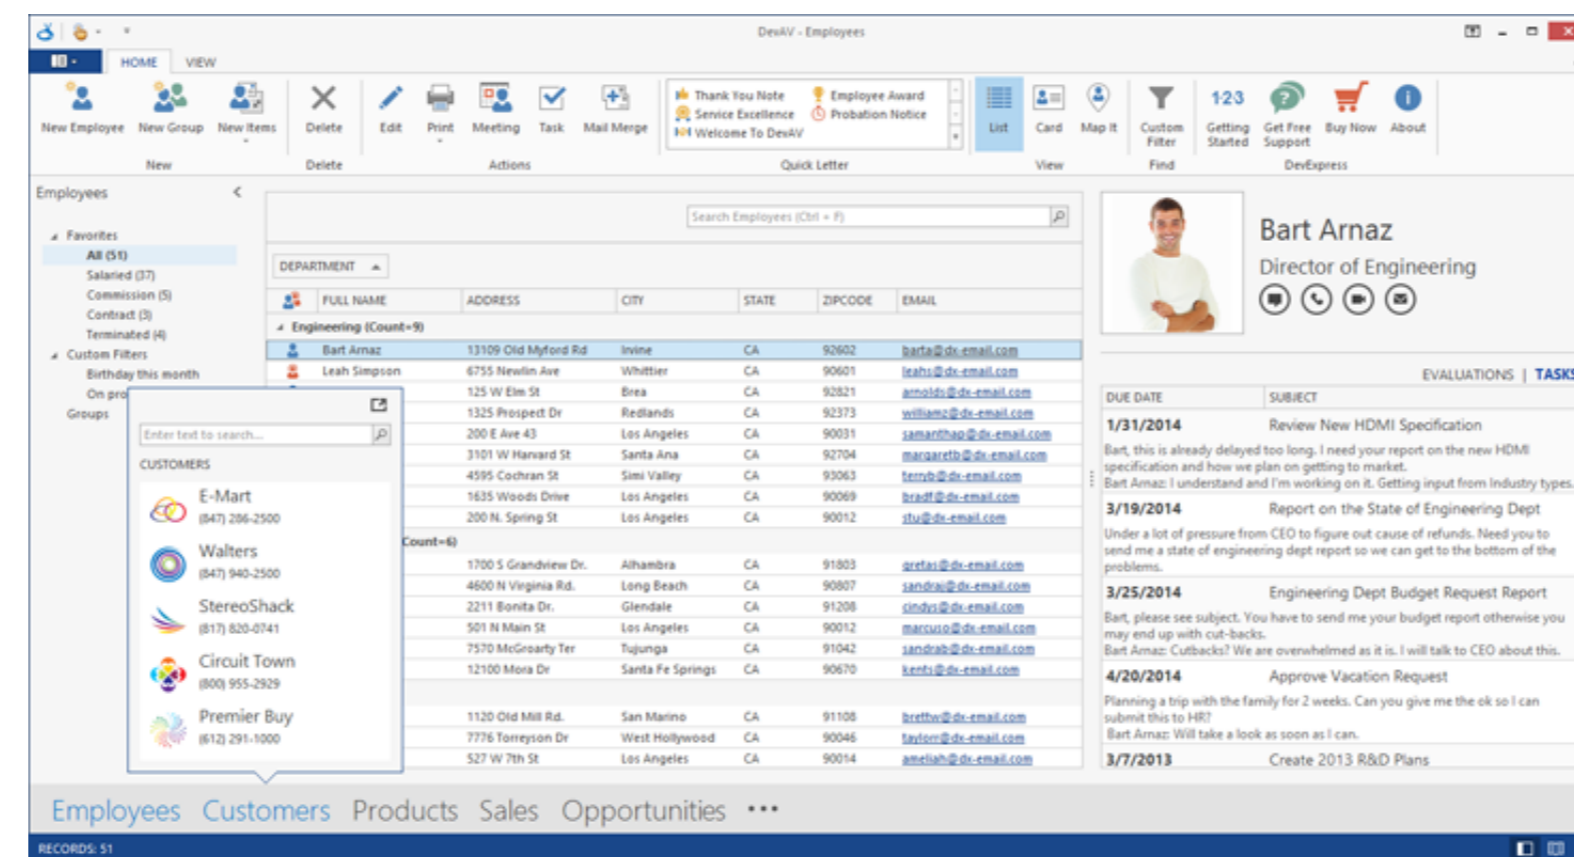 DevAV - Employees
HOME VIEW
New Employee New Group New Items Delete Edit Print Meeting Task Mail Merge
Thank You Note Employee Award
Service Excellence Probation Notice
Welcome To DevAV
List Card Map It Custom Filter Getting Started Get Free Support Buy Now About
1·2·3
New Delete Actions Quick Letter View Find DevExpress
Employees
Favorites
All (51)
Salaried (37)
Commission (5)
Contract (3)
Terminated (4)
Custom Filters
Birthday this month
On pro
Groups
Search Employees (Ctrl + F)
DEPARTMENT
FULL NAME ADDRESS CITY STATE ZIPCODE EMAIL
Engineering (Count=9)
Bart Arnaz 13109 Old Myford Rd Irvine CA 92602 barta@dx-email.com
Leah Simpson 6755 Newlin Ave Whittier CA 90601 leahs@dx-email.com
125 W Elm St Brea CA 92821 arnolds@dx-email.com
1325 Prospect Dr Redlands CA 92373 williamz@dx-email.com
200 E Ave 43 Los Angeles CA 90031 samanthap@dx-email.com
3101 W Harvard St Santa Ana CA 92704 margaretb@dx-email.com
4595 Cochran St Simi Valley CA 93063 terryb@dx-email.com
1635 Woods Drive Los Angeles CA 90069 bradf@dx-email.com
200 N. Spring St Los Angeles CA 90012 stu@dx-email.com
Count=6)
1700 S Grandview Dr. Alhambra CA 91803 gretas@dx-email.com
4600 N Virginia Rd. Long Beach CA 90807 sandraj@dx-email.com
2211 Bonita Dr. Glendale CA 91208 cindys@dx-email.com
501 N Main St Los Angeles CA 90012 marcuso@dx-email.com
7570 McGroarty Ter Tujunga CA 91042 sandrab@dx-email.com
12100 Mora Dr Santa Fe Springs CA 90670 kents@dx-email.com
1120 Old Mill Rd. San Marino CA 91108 brettw@dx-email.com
7776 Torreyson Dr West Hollywood CA 90046 taylorr@dx-email.com
527 W 7th St Los Angeles CA 90014 ameliah@dx-email.com
Enter text to search...
CUSTOMERS
E-Mart
(847) 286-2500
Walters
(847) 940-2500
StereoShack
(817) 820-0741
Circuit Town
(800) 955-2929
Premier Buy
(612) 291-1000
Bart Arnaz
Director of Engineering
EVALUATIONS | TASKS
DUE DATE SUBJECT
1/31/2014 Review New HDMI Specification
Bart, this is already delayed too long. I need your report on the new HDMI
specification and how we plan on getting to market.
Bart Arnaz: I understand and I'm working on it. Getting input from Industry types.
3/19/2014 Report on the State of Engineering Dept
Under a lot of pressure from CEO to figure out cause of refunds. Need you to
send me a state of engineering dept report so we can get to the bottom of the
problems.
3/25/2014 Engineering Dept Budget Request Report
Bart, please see subject. You have to send me your budget report otherwise you
may end up with cut-backs.
Bart Arnaz: Cutbacks? We are overwhelmed as it is. I will talk to CEO about this.
4/20/2014 Approve Vacation Request
Planning a trip with the family for 2 weeks. Can you give me the ok so I can
submit this to HR?
Bart Arnaz: Will take a look as soon as I can.
3/7/2013 Create 2013 R&D Plans
Employees Customers Products Sales Opportunities •••
RECORDS: 51